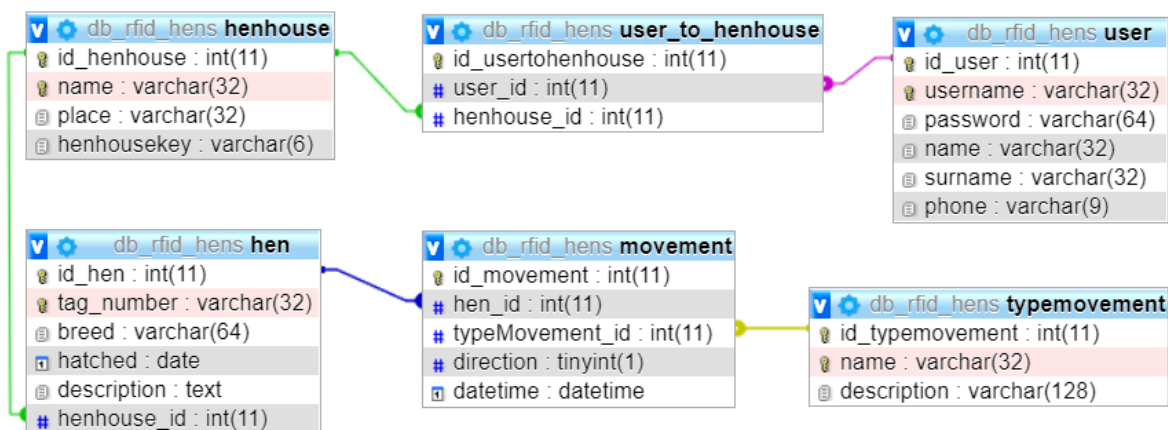 db_rfid_hens henhouse
id_henhouse : int(11)
name : varchar(32)
place : varchar(32)
henhousekey : varchar(6)
db_rfid_hens user_to_henhouse
id_usertohenhouse : int(11)
user_id : int(11)
henhouse_id : int(11)
db_rfid_hens user
id_user : int(11)
username : varchar(32)
password : varchar(64)
name : varchar(32)
surname : varchar(32)
phone : varchar(9)
db_rfid_hens hen
id_hen : int(11)
tag_number : varchar(32)
breed : varchar(64)
hatched : date
description : text
henhouse_id : int(11)
db_rfid_hens movement
id_movement : int(11)
hen_id : int(11)
typeMovement_id : int(11)
direction : tinyint(1)
datetime : datetime
db_rfid_hens typemovement
id_typemovement : int(11)
name : varchar(32)
description : varchar(128)